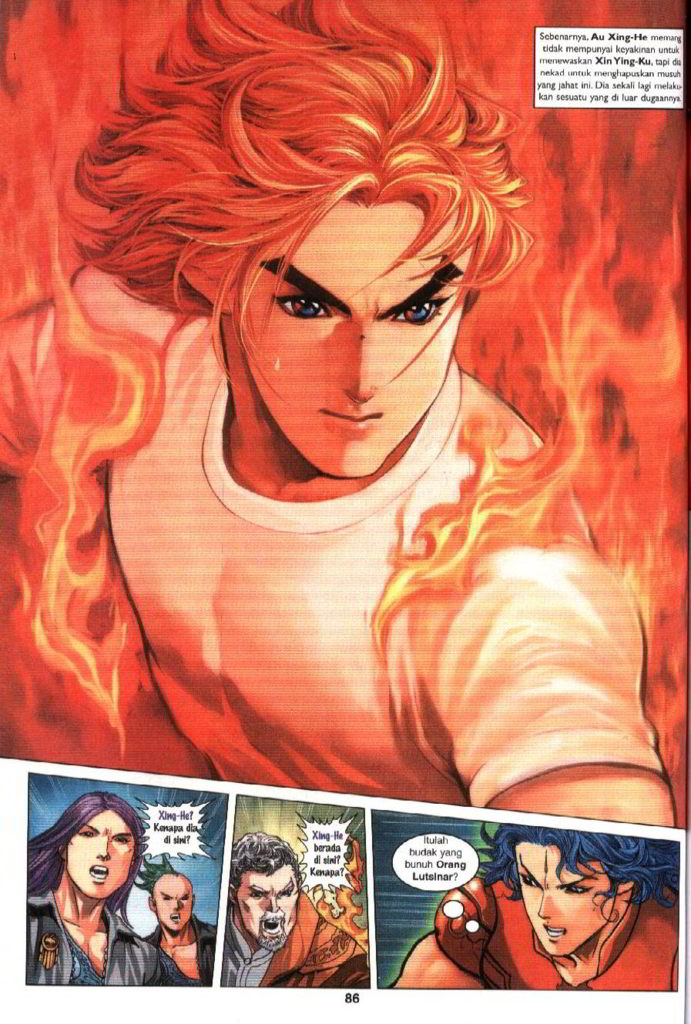 Sebenarnya, Au Xing-He memang
tidak mempunyai keyakinan untuk
menewaskan Xin Ying-Ku, tapi dia
nekad untuk menghapuskan musuh
yang jahat ini. Dia sekali lagi melaku-
kan sesuatu yang di luar dugaannya.
Xing-He?
Kenapa dia
di sini?
Xing-He
berada
di sini?
Kenapa?
Itulah
budak yang
bunuh Orang
Lutsinar?
86